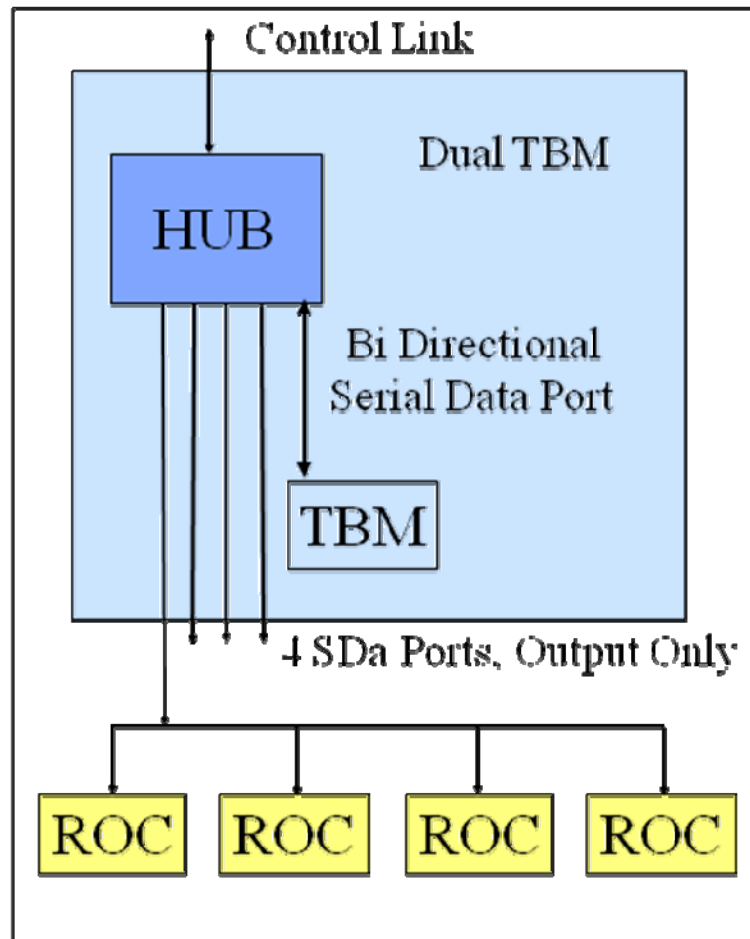 Control Link
Dual TBM
HUB
Bi Directional
Serial Data Port
TBM
4 SDa Ports, Output Only
ROC ROC ROC ROC